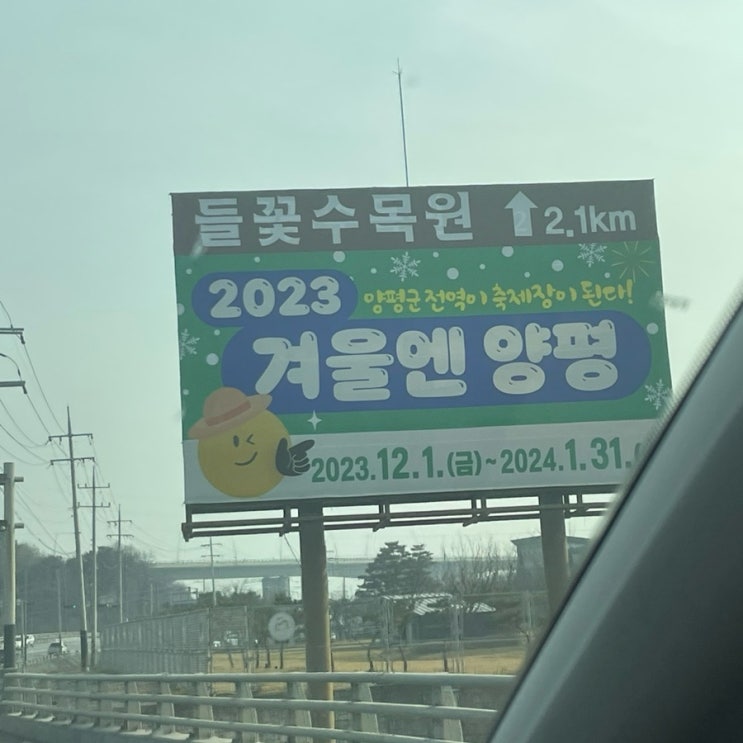 들꽃수목원 ↑ 2.1km
2023 양평군 전역이 축제장이 된다!
겨울엔 양평
2023.12.1.(금)~2024.1.31.(